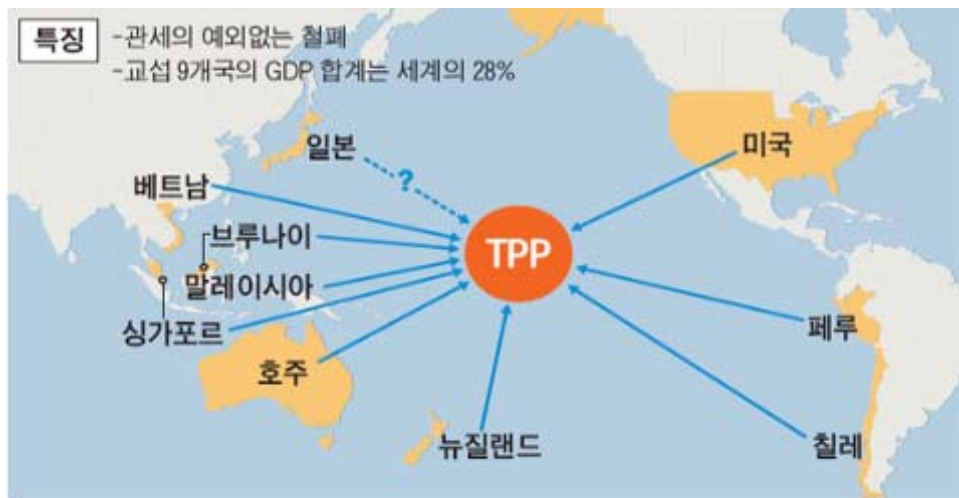 특징
-관세의 예외없는 철폐
-교섭 9개국의 GDP 합계는 세계의 28%
일본
미국
?
베트남
브루나이
TPP
말레이시아
싱가포르
페루
호주
뉴질랜드
칠레